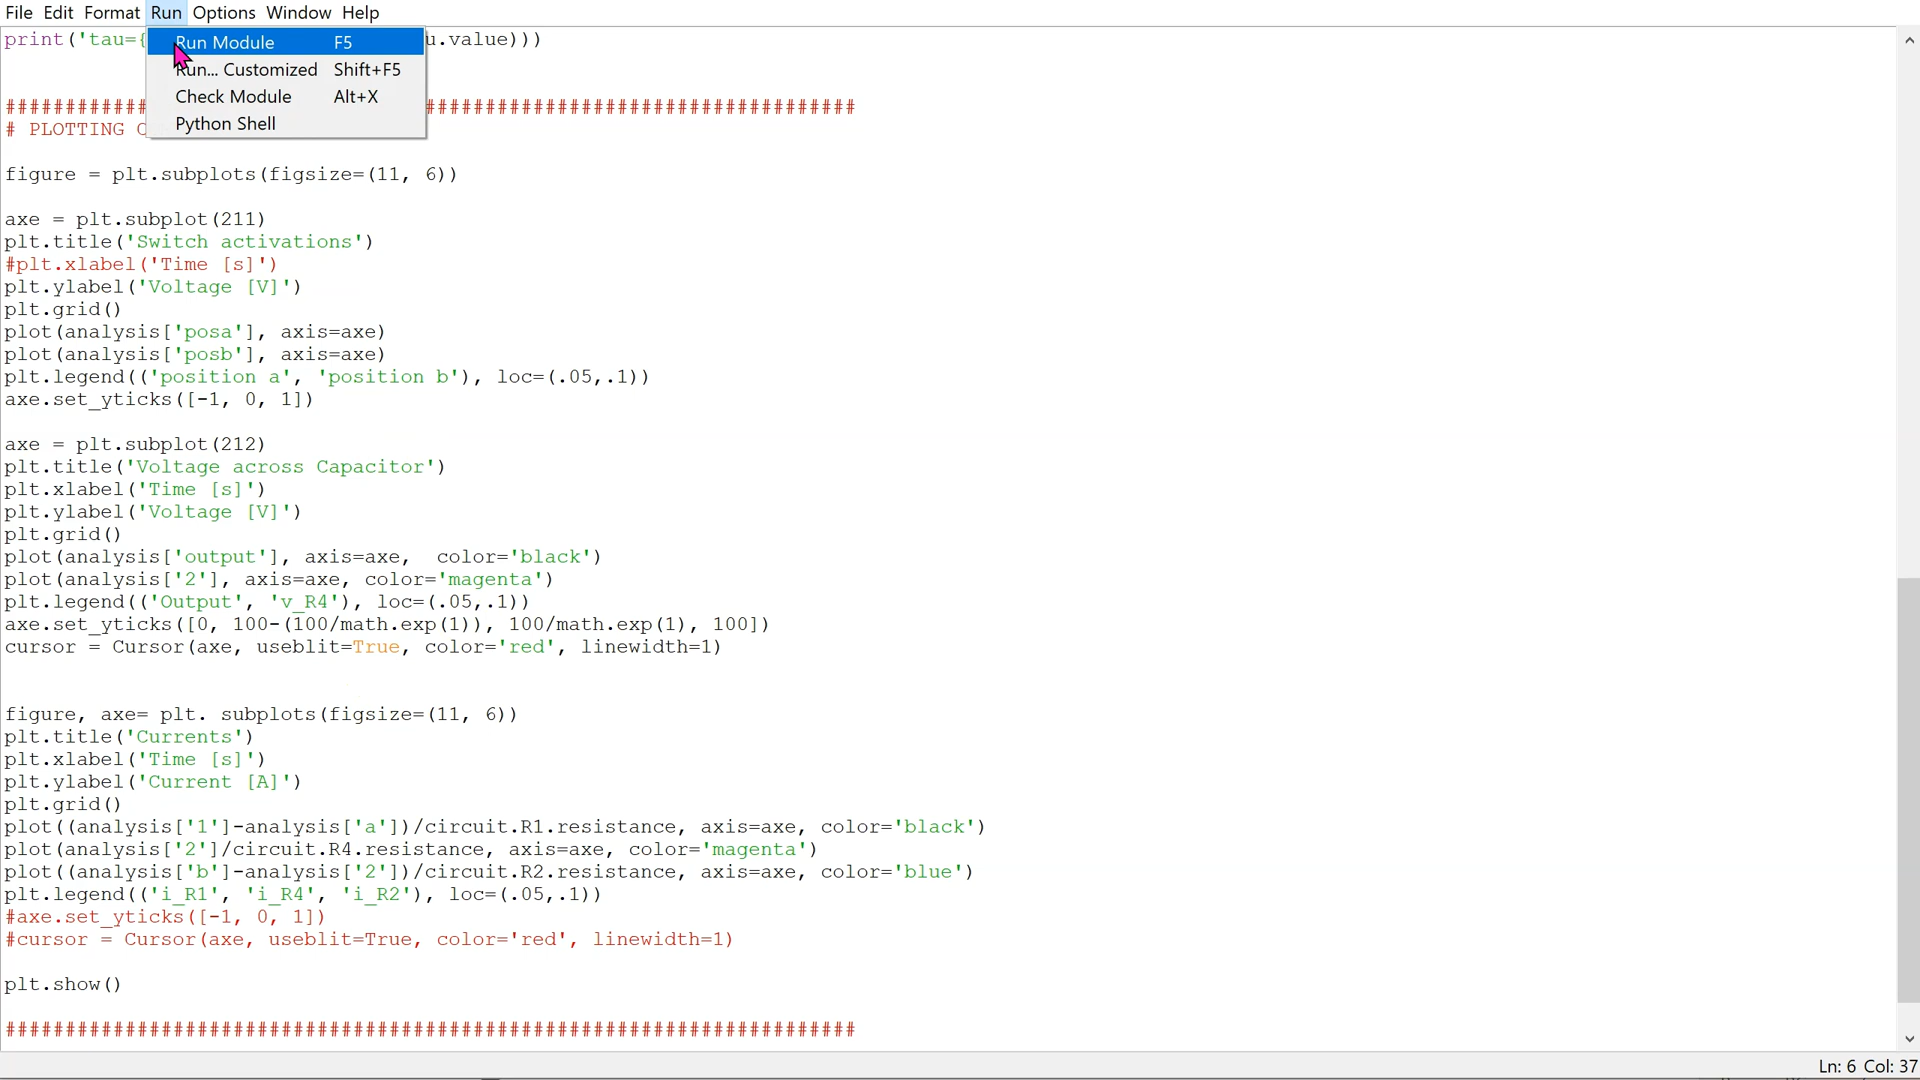 File Edit Format Run Options Window Help
print('tau={ u.value)))
Run Module F5
Run... Customized Shift+F5
Check Module Alt+X
Python Shell
######################################################################
# PLOTTING
figure = plt.subplots(figsize=(11, 6))
axe = plt.subplot(211)
plt.title('Switch activations')
#plt.xlabel('Time [s]')
plt.ylabel('Voltage [V]')
plt.grid()
plot(analysis['posa'], axis=axe)
plot(analysis['posb'], axis=axe)
plt.legend(('position a', 'position b'), loc=(.05,.1))
axe.set_yticks([-1, 0, 1])
axe = plt.subplot(212)
plt.title('Voltage across Capacitor')
plt.xlabel('Time [s]')
plt.ylabel('Voltage [V]')
plt.grid()
plot(analysis['output'], axis=axe,  color='black')
plot(analysis['2'], axis=axe, color='magenta')
plt.legend(('Output', 'v_R4'), loc=(.05,.1))
axe.set_yticks([0, 100-(100/math.exp(1)), 100/math.exp(1), 100])
cursor = Cursor(axe, useblit=True, color='red', linewidth=1)
figure, axe= plt. subplots(figsize=(11, 6))
plt.title('Currents')
plt.xlabel('Time [s]')
plt.ylabel('Current [A]')
plt.grid()
plot((analysis['1']-analysis['a'])/circuit.R1.resistance, axis=axe, color='black')
plot(analysis['2']/circuit.R4.resistance, axis=axe, color='magenta')
plot((analysis['b']-analysis['2'])/circuit.R2.resistance, axis=axe, color='blue')
plt.legend(('i_R1', 'i_R4', 'i_R2'), loc=(.05,.1))
#axe.set_yticks([-1, 0, 1])
#cursor = Cursor(axe, useblit=True, color='red', linewidth=1)
plt.show()
#######################################################################
Ln: 6 Col: 37